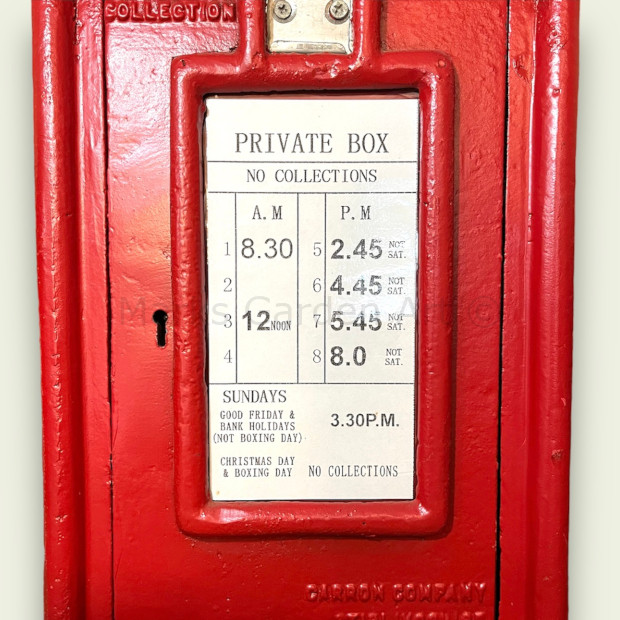 COLLECTION
PRIVATE BOX
NO COLLECTIONS
A.M P.M
1 8.30 5 2.45 NOT SAT.
2 6 4.45 NOT SAT.
3 12 NOON 7 5.45 NOT SAT.
4 8 8.0 NOT SAT.
SUNDAYS
GOOD FRIDAY &
BANK HOLIDAYS 3.30P.M.
(NOT BOXING DAY)
CHRISTMAS DAY
& BOXING DAY NO COLLECTIONS
CARRON COMPANY